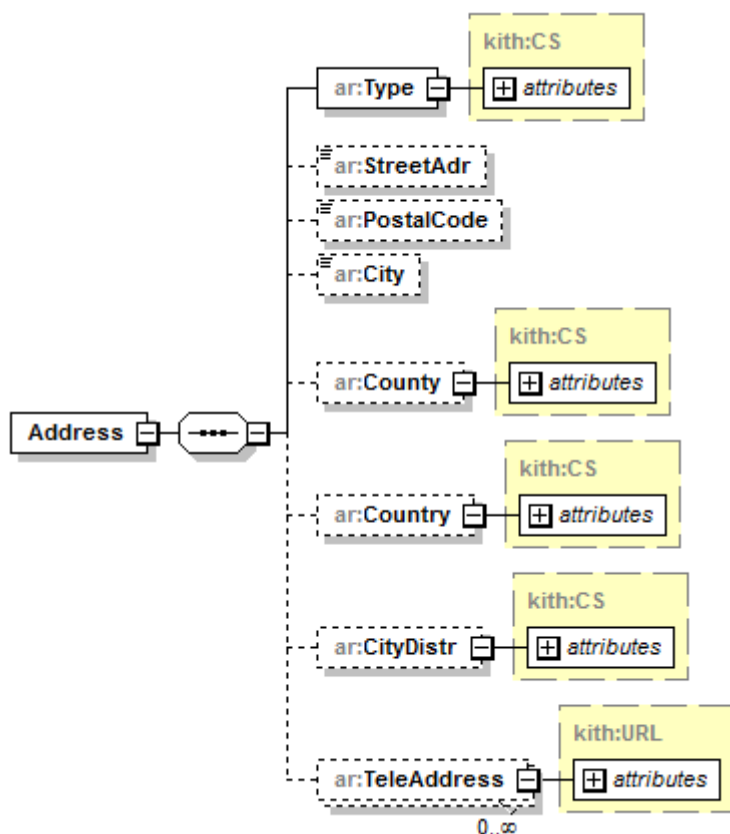 kith:CS
ar:Type
attributes
ar:StreetAdr
ar:PostalCode
ar:City
kith:CS
ar:County
attributes
Address
kith:CS
ar:Country
attributes
kith:CS
ar:CityDistr
attributes
kith:URL
ar:TeleAddress
attributes
0..∞